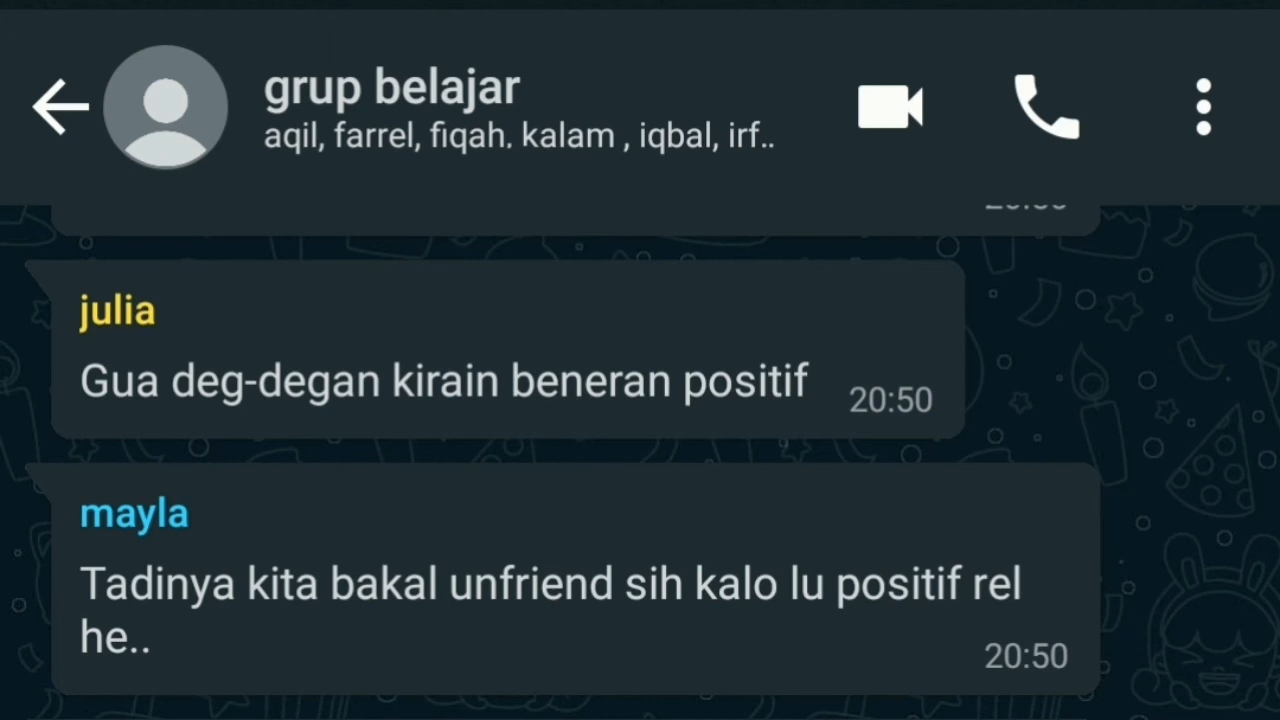 grup belajar
aqil, farrel, fiqah. kalam , iqbal, irf..
julia
Gua deg-degan kirain beneran positif
20:50
mayla
Tadinya kita bakal unfriend sih kalo lu positif rel
he..
20:50